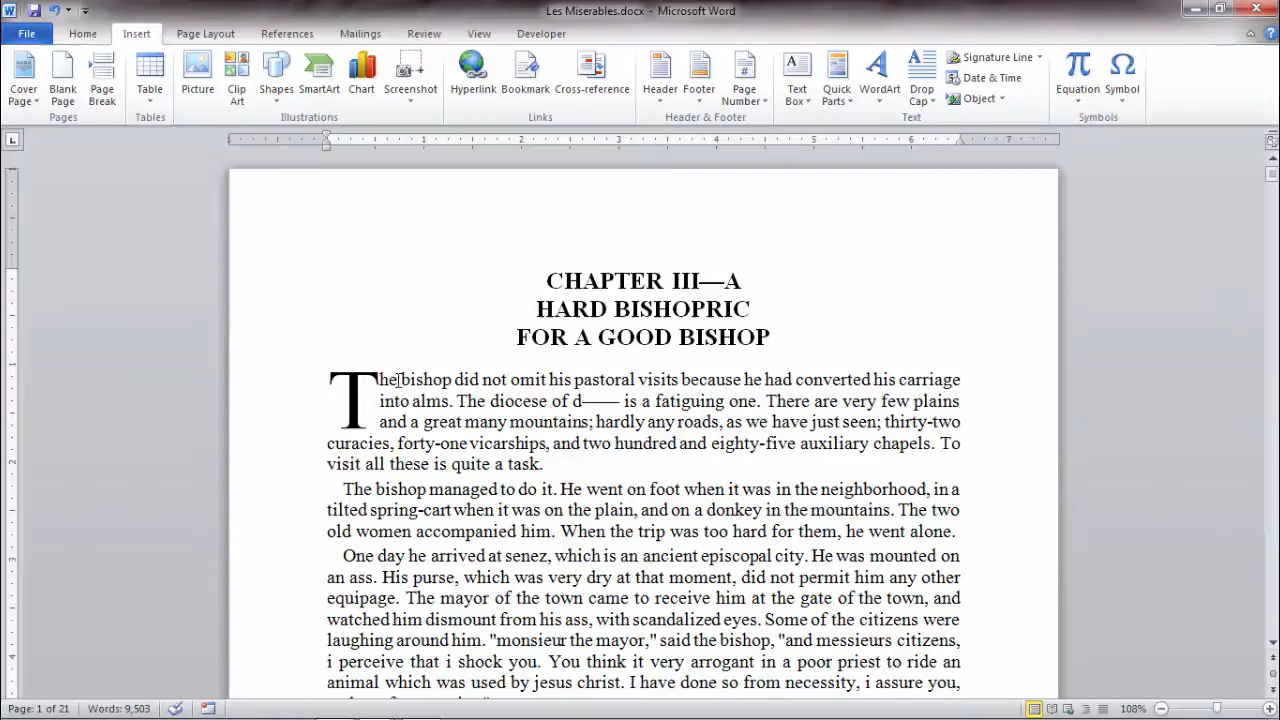 Les Miserables.docx - Microsoft Word
File Home Insert Page Layout References Mailings Review View Developer
Cover Page
Blank Page
Page Break
Table
Picture
Clip Art
Shapes
SmartArt
Chart
Screenshot
Hyperlink
Bookmark
Cross-reference
Header
Footer
Page Number
Text Box
Quick Parts
WordArt
Drop Cap
Signature Line
Date & Time
Object
Equation
Symbol
Pages Tables Illustrations Links Header & Footer Text Symbols
1 2 3 4 5 6 7
CHAPTER III—A
HARD BISHOPRIC
FOR A GOOD BISHOP
The bishop did not omit his pastoral visits because he had converted his carriage
into alms. The diocese of d—— is a fatiguing one. There are very few plains
and a great many mountains; hardly any roads, as we have just seen; thirty-two
curacies, forty-one vicarships, and two hundred and eighty-five auxiliary chapels. To
visit all these is quite a task.
The bishop managed to do it. He went on foot when it was in the neighborhood, in a
tilted spring-cart when it was on the plain, and on a donkey in the mountains. The two
old women accompanied him. When the trip was too hard for them, he went alone.
One day he arrived at senez, which is an ancient episcopal city. He was mounted on
an ass. His purse, which was very dry at that moment, did not permit him any other
equipage. The mayor of the town came to receive him at the gate of the town, and
watched him dismount from his ass, with scandalized eyes. Some of the citizens were
laughing around him. "monsieur the mayor," said the bishop, "and messieurs citizens,
i perceive that i shock you. You think it very arrogant in a poor priest to ride an
animal which was used by jesus christ. I have done so from necessity, i assure you,
Page: 1 of 21 Words: 9,503 108%